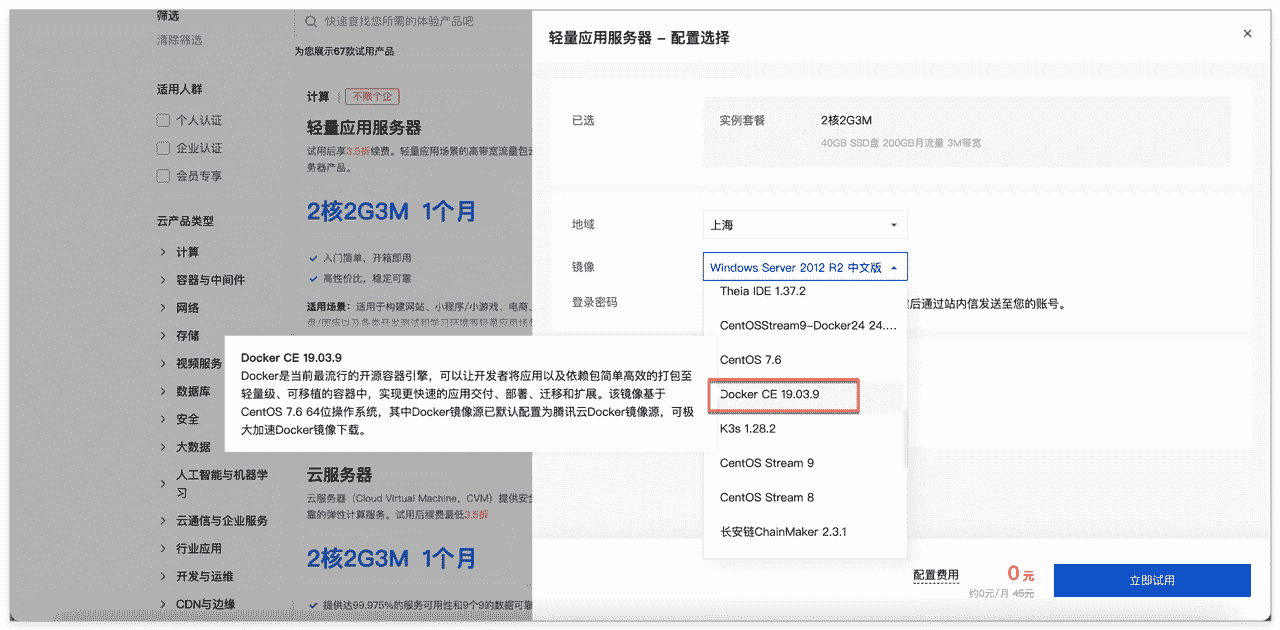 筛选
清除筛选
适用人群
个人认证
企业认证
会员专享
云产品类型
计算
容器与中间件
网络
存储
视频服务
数据库
安全
大数据
人工智能与机器学
习
云通信与企业服务
行业应用
开发与运维
CDN与边缘
快速查找您所需的体验产品吧
为您展示67款试用产品
计算 不限个企
轻量应用服务器
试用后享3.5折续费。轻量应用场景的高带宽流量包云
务器产品。
2核2G3M 1个月
入门简单，开箱即用
高性价比，稳定可靠
适用场景：适用于构建网站、小程序/小游戏、电商、
盘/图床以及各类开发测试和学习环境等轻量应用场
Docker CE 19.03.9
Docker是当前最流行的开源容器引擎，可以让开发者将应用以及依赖包简单高效的打包至
轻量级、可移植的容器中，实现更快速的应用交付、部署、迁移和扩展。该镜像基于
CentOS 7.6 64位操作系统，其中Docker镜像源已默认配置为腾讯云Docker镜像源，可极
大加速Docker镜像下载。
云服务器
云服务器（Cloud Virtual Machine，CVM）提供安全
靠的弹性计算服务。试用后续费最低3.5折
2核2G3M 1个月
提供达99.975%的服务可用性和9个9的数据可靠
轻量应用服务器 – 配置选择
已选
实例套餐 2核2G3M
40GB SSD盘 200GB月流量 3M带宽
地域 上海
镜像 Windows Server 2012 R2 中文版
登录密码
后通过站内信发送至您的账号。
Theia IDE 1.37.2
CentOSStream9-Docker24 24....
CentOS 7.6
Docker CE 19.03.9
K3s 1.28.2
CentOS Stream 9
CentOS Stream 8
长安链ChainMaker 2.3.1
配置费用 0元
约0元/月 45元
立即试用